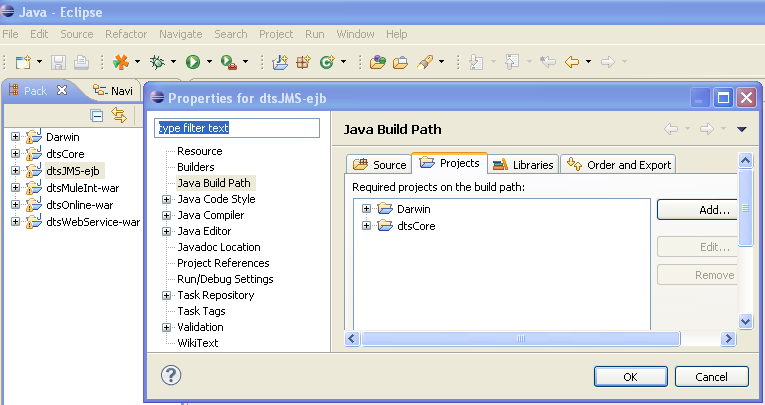 Java - Eclipse
File Edit Source Refactor Navigate Search Project Run Window Help
Pack Navi
Darwin
dtsCore
dtsJMS-ejb
dtsMuleInt-war
dtsOnline-war
dtsWebService-war
Properties for dtsJMS-ejb
type filter text
Resource
Builders
Java Build Path
Java Code Style
Java Compiler
Java Editor
Javadoc Location
Project References
Run/Debug Settings
Task Repository
Task Tags
Validation
WikiText
Java Build Path
Source Projects Libraries Order and Export
Required projects on the build path:
Darwin
dtsCore
Add...
Edit...
Remove
?
OK Cancel